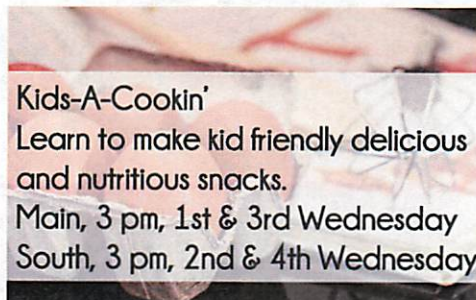 Kids-A-Cookin'
Learn to make kid friendly delicious
and nutritious snacks.
Main, 3 pm, 1st & 3rd Wednesday
South, 3 pm, 2nd & 4th Wednesday